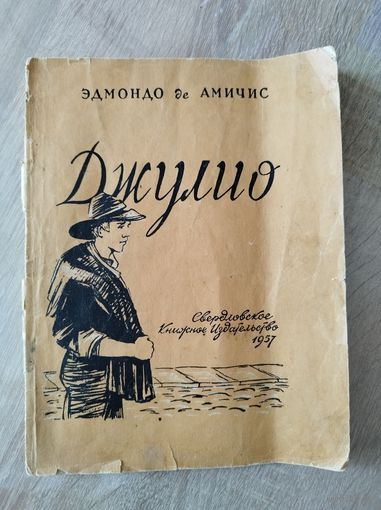 ЭДМОНДО де АМИЧИС
Джулио
Свердловское
Книжное Издательство
1957